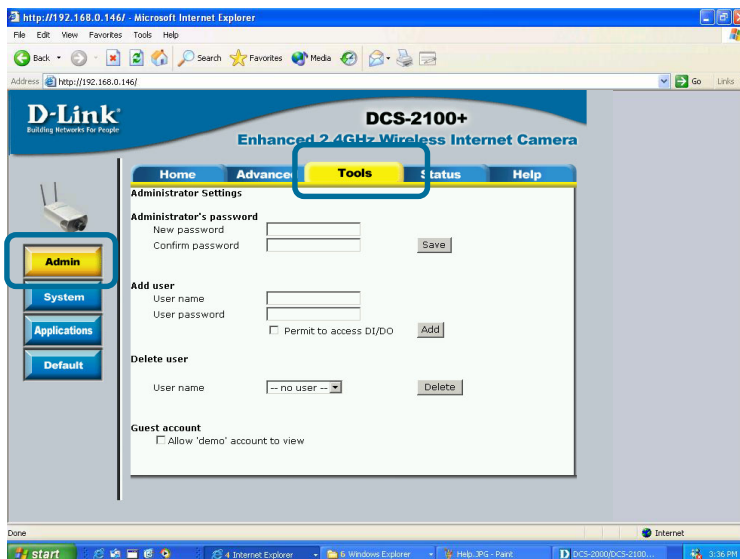 http://192.168.0.146/ - Microsoft Internet Explorer
File Edit View Favorites Tools Help
Back Search Favorites Media
Address http://192.168.0.146/ Go Links
D-Link
Building Networks For People
DCS-2100+
Enhanced 2.4GHz Wireless Internet Camera
Home Advanced Tools Status Help
Administrator Settings
Administrator's password
New password
Confirm password Save
Admin
Add user
System
User name
User password
Applications
Permit to access DI/DO Add
Delete user
Default
User name -- no user -- Delete
Guest account
Allow 'demo' account to view
Done Internet
start 4 Internet Explorer 6 Windows Explorer Help.JPG - Paint DCS-2000/DCS-2100... 3:36 PM